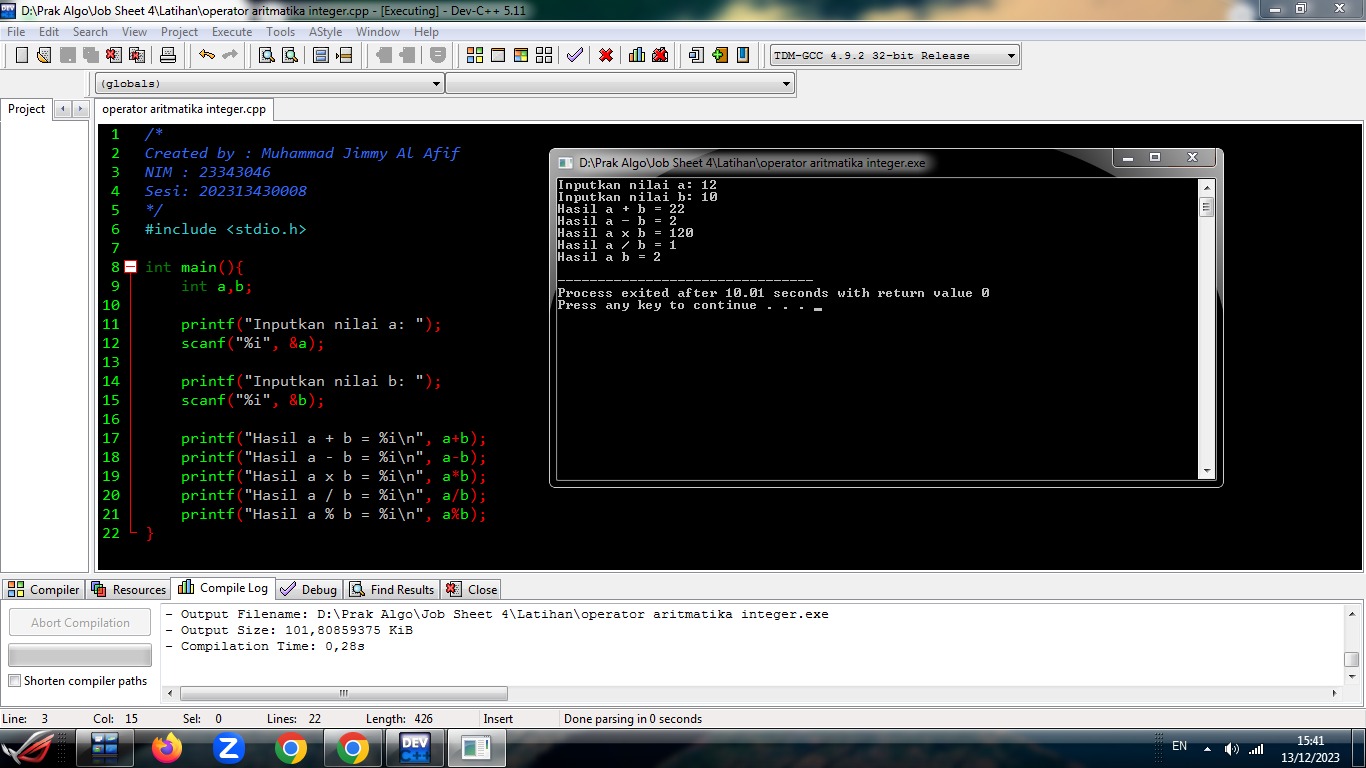 D:\Prak Algo\Job Sheet 4\Latihan\operator aritmatika integer.cpp - [Executing] - Dev-C++ 5.11
File Edit Search View Project Execute Tools AStyle Window Help
TDM-GCC 4.9.2 32-bit Release
(globals)
Project
operator aritmatika integer.cpp
1 /*
2 Created by : Muhammad Jimmy Al Afif
3 NIM : 23343046
4 Sesi: 202313430008
5 */
6 #include <stdio.h>
7
8 int main(){
9 int a,b;
10
11 printf("Inputkan nilai a: ");
12 scanf("%i", &a);
13
14 printf("Inputkan nilai b: ");
15 scanf("%i", &b);
16
17 printf("Hasil a + b = %i\n", a+b);
18 printf("Hasil a - b = %i\n", a-b);
19 printf("Hasil a x b = %i\n", a*b);
20 printf("Hasil a / b = %i\n", a/b);
21 printf("Hasil a % b = %i\n", a%b);
22 }
D:\Prak Algo\Job Sheet 4\Latihan\operator aritmatika integer.exe
Inputkan nilai a: 12
Inputkan nilai b: 10
Hasil a + b = 22
Hasil a - b = 2
Hasil a x b = 120
Hasil a / b = 1
Hasil a b = 2
--------------------------------
Process exited after 10.01 seconds with return value 0
Press any key to continue . . . _
Compiler Resources Compile Log Debug Find Results Close
Abort Compilation
Shorten compiler paths
- Output Filename: D:\Prak Algo\Job Sheet 4\Latihan\operator aritmatika integer.exe
- Output Size: 101,80859375 KiB
- Compilation Time: 0,28s
Line: 3 Col: 15 Sel: 0 Lines: 22 Length: 426 Insert Done parsing in 0 seconds
DEV C++
EN
15:41
13/12/2023